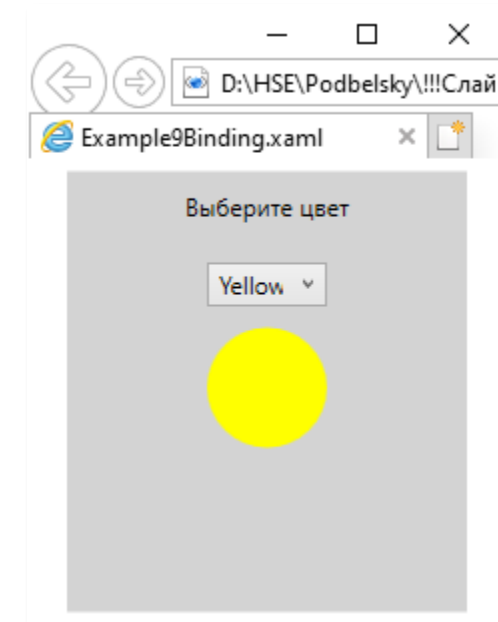 D:\HSE\Podbelsky\!!!Слай
Example9Binding.xaml
Выберите цвет
Yellow